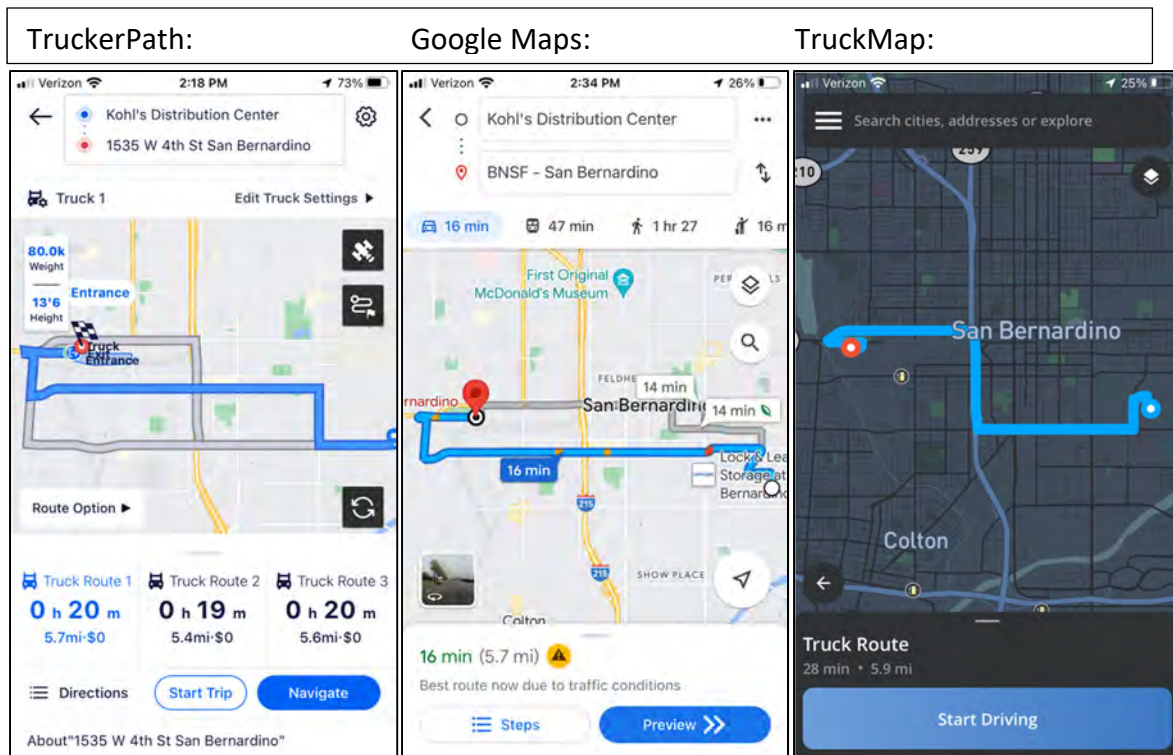 TruckerPath: Google Maps: TruckMap:
Verizon 2:18 PM 73%
Kohl's Distribution Center
1535 W 4th St San Bernardino
Truck 1 Edit Truck Settings
80.0k
Weight
13'6
Height
Entrance
Truck
Exit
Entrance
Route Option
Truck Route 1 Truck Route 2 Truck Route 3
0 h 20 m 0 h 19 m 0 h 20 m
5.7mi·$0 5.4mi·$0 5.6mi·$0
Directions Start Trip Navigate
About"1535 W 4th St San Bernardino"
Verizon 2:34 PM 26%
Kohl's Distribution Center
BNSF - San Bernardino
16 min 47 min 1 hr 27 16 m
First Original
McDonald's Museum
PEP LS
FELDHE
14 min
rnardino San Bernardin
14 min
16 min
Lock & Lea
Storage at
Bernardino
215
215
SHOW PLACE
Colton
16 min (5.7 mi)
Best route now due to traffic conditions
Steps Preview
Verizon 25%
Search cities, addresses or explore
259
210
San Bernardino
Colton
Truck Route
28 min • 5.9 mi
Start Driving